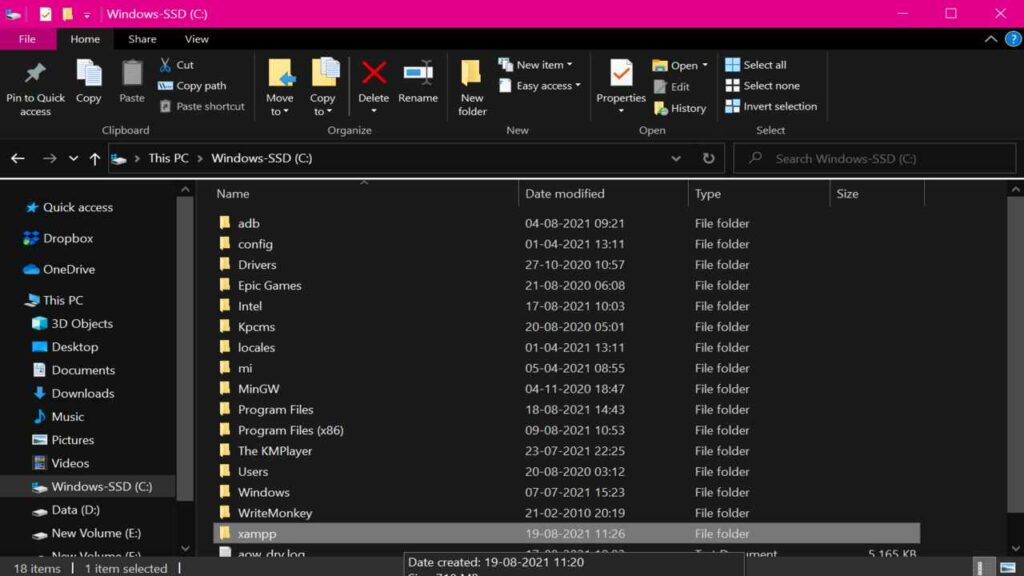 Windows-SSD (C:)
File Home Share View
Pin to Quick access
Copy
Paste
Cut
Copy path
Paste shortcut
Clipboard
Move to
Copy to
Delete
Rename
Organize
New folder
New item
Easy access
New
Properties
Open
Edit
History
Open
Select all
Select none
Invert selection
Select
This PC > Windows-SSD (C:)
Search Windows-SSD (C:)
Quick access
Dropbox
OneDrive
This PC
3D Objects
Desktop
Documents
Downloads
Music
Pictures
Videos
Windows-SSD (C:)
Data (D:)
New Volume (E:)
New Volume (F:)
Name Date modified Type Size
adb 04-08-2021 09:21 File folder
config 01-04-2021 13:11 File folder
Drivers 27-10-2020 10:57 File folder
Epic Games 21-08-2020 06:08 File folder
Intel 17-08-2021 10:03 File folder
Kpcms 20-08-2020 05:01 File folder
locales 01-04-2021 13:11 File folder
mi 05-04-2021 08:55 File folder
MinGW 04-11-2020 18:47 File folder
Program Files 18-08-2021 14:43 File folder
Program Files (x86) 09-08-2021 10:53 File folder
The KMPlayer 23-07-2021 22:25 File folder
Users 20-08-2020 03:12 File folder
Windows 07-07-2021 15:23 File folder
WriteMonkey 21-02-2010 20:19 File folder
xampp 19-08-2021 11:26 File folder
aow_drv.log Text Document 5,165 KB
Date created: 19-08-2021 11:20
18 items 1 item selected